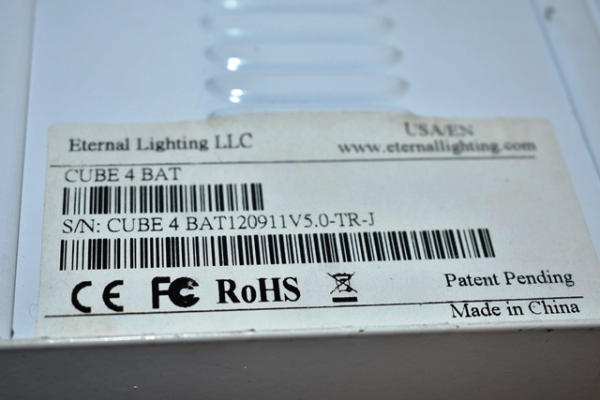 Eternal Lighting LLC
USA/EN
www.eternallighting.com
CUBE 4 BAT
S/N: CUBE 4 BAT120911V5.0-TR-J
CE FC RoHS
Patent Pending
Made in China